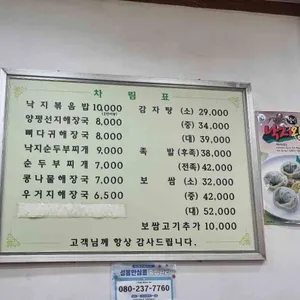 차 림 표
낙지볶음밥 10,000
양평선지해장국 8,000
뼈다귀해장국 8,000
낙지순두부찌개 9,000
순두부찌개 7,000
콩나물해장국 7,000
우거지해장국 6,500
감자탕 (소) 29,000
(중) 34,000
(대) 39,000
족발 (후족) 38,000
(전족) 42,000
보쌈 (소) 32,000
(중) 42,000
(대) 52,000
보쌈고기추가 10,000
고객님께 항상 감사드립니다.
080-237-7760